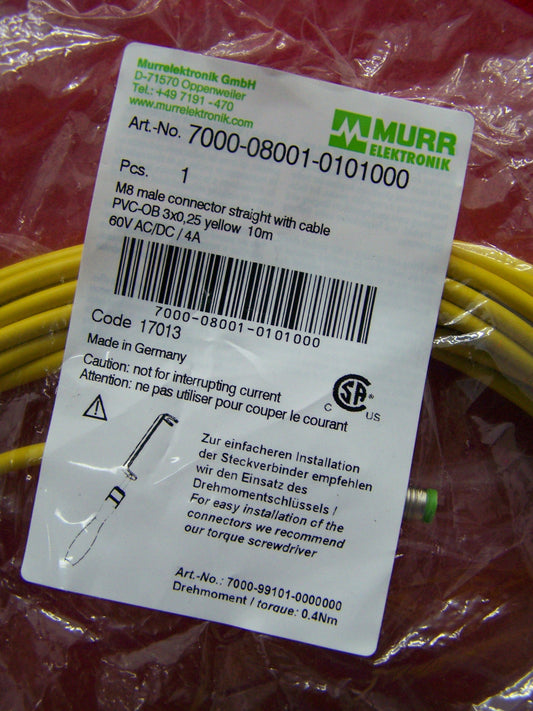 Murrelektronik GmbH
D-71570 Oppenweiler
Tel.: +49 7191 -470
www.murrelektronik.com
MURR
ELEKTRONIK
Art.-No. 7000-08001-0101000
Pcs. 1
M8 male connector straight with cable
PVC-OB 3x0,25 yellow 10m
60V AC/DC / 4A
7000-08001-0101000
Code 17013
Made in Germany
Caution: not for interrupting current
Attention: ne pas utiliser pour couper le courant
C SA ® US
Zur einfacheren Installation
der Steckverbinder empfehlen
wir den Einsatz des
Drehmomentschlüssels /
For easy installation of the
connectors we recommend
our torque screwdriver
Art.-No.: 7000-99101-0000000
Drehmoment / torque: 0.4Nm